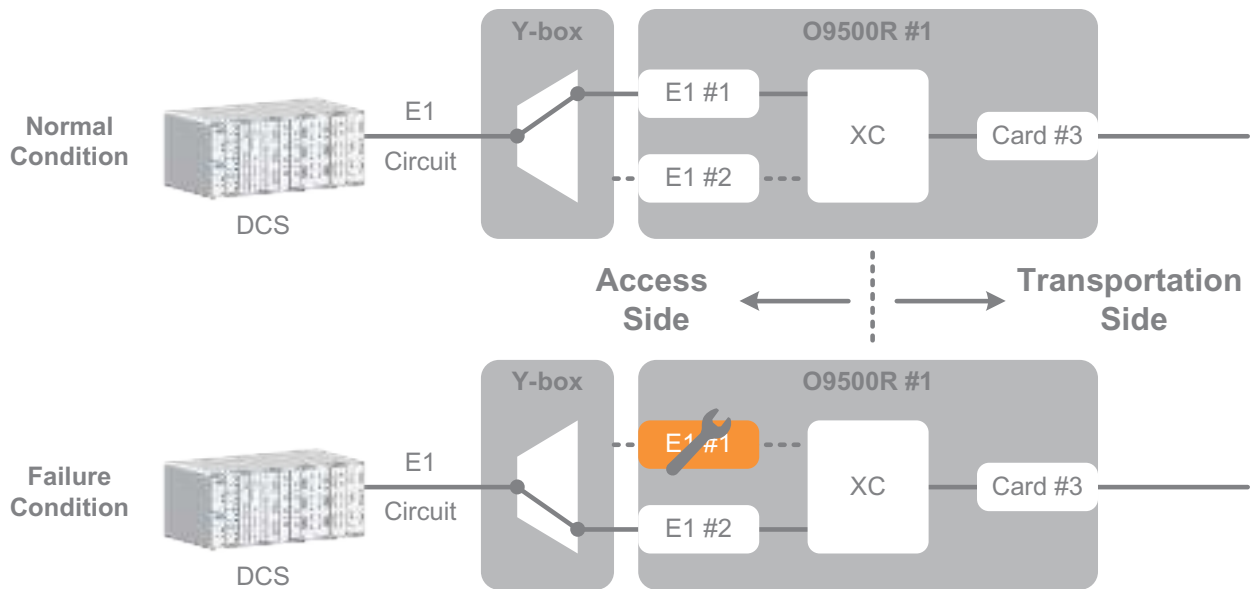 Y-box
O9500R #1
Normal
Condition
DCS
E1
Circuit
E1 #1
E1 #2
XC
Card #3
Access
Side
Transportation
Side
Y-box
O9500R #1
Failure
Condition
DCS
E1
Circuit
E1 #1
E1 #2
XC
Card #3